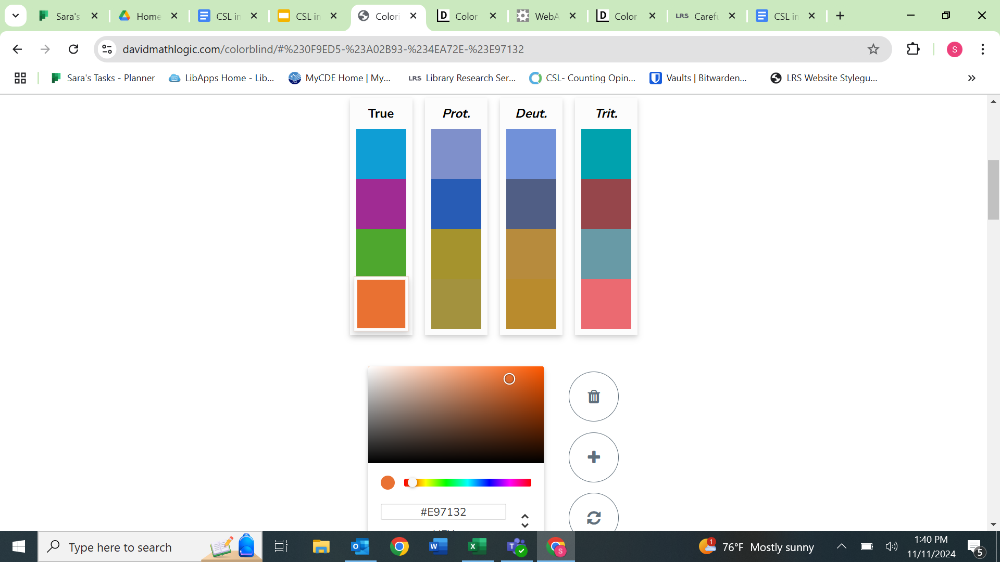 Sara's
Home
CSL in
CSL in
Colori
D Color
WebA
D Color
LRS Carefu
CSL in
davidmathlogic.com/colorblind/#%230F9ED5-%23A02B93-%234EA72E-%23E97132
S
Sara's Tasks - Planner
LibApps Home - Lib...
MyCDE Home | My...
LRS Library Research Ser...
CSL- Counting Opin...
Vaults | Bitwarden...
LRS Website Stylegu...
True
Prot.
Deut.
Trit.
#E97132
Type here to search
1
76°F Mostly sunny
1:40 PM
11/11/2024
5